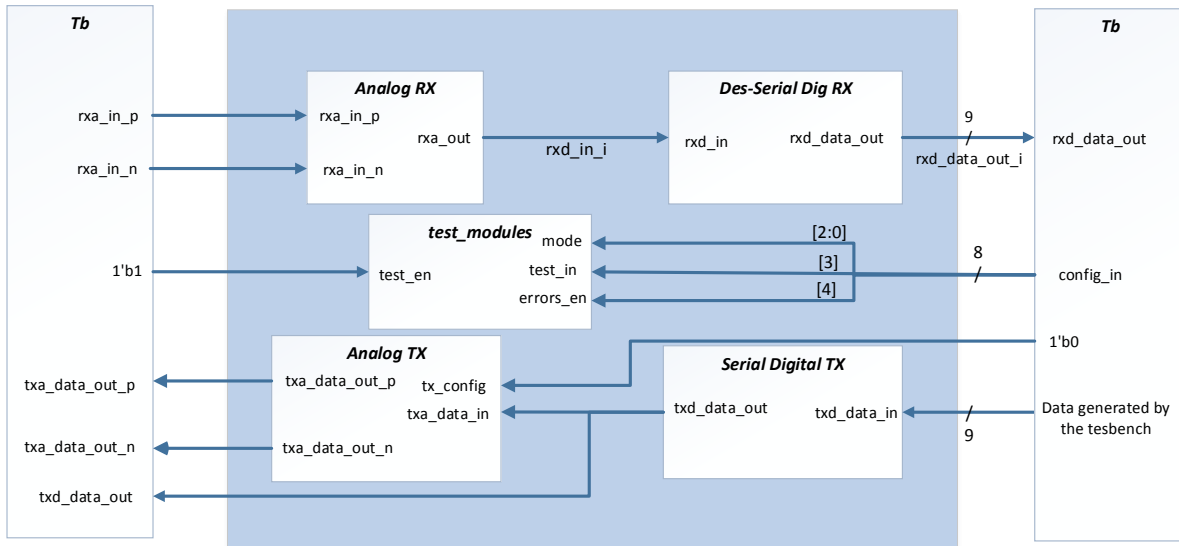 Tb
Tb
Analog RX
Des-Serial Dig RX
rxa_in_p
rxa_in_p
rxa_out
rxd_in_i
rxd_in
rxd_data_out
9
rxd_data_out_i
rxd_data_out
rxa_in_n
rxa_in_n
test_modules
mode
[2:0]
1'b1
test_en
test_in
[3]
8
config_in
errors_en
[4]
Analog TX
Serial Digital TX
1'b0
txa_data_out_p
txa_data_out_p
tx_config
txa_data_in
txd_data_out
txd_data_in
9
Data generated by
the tesbench
txa_data_out_n
txa_data_out_n
txd_data_out